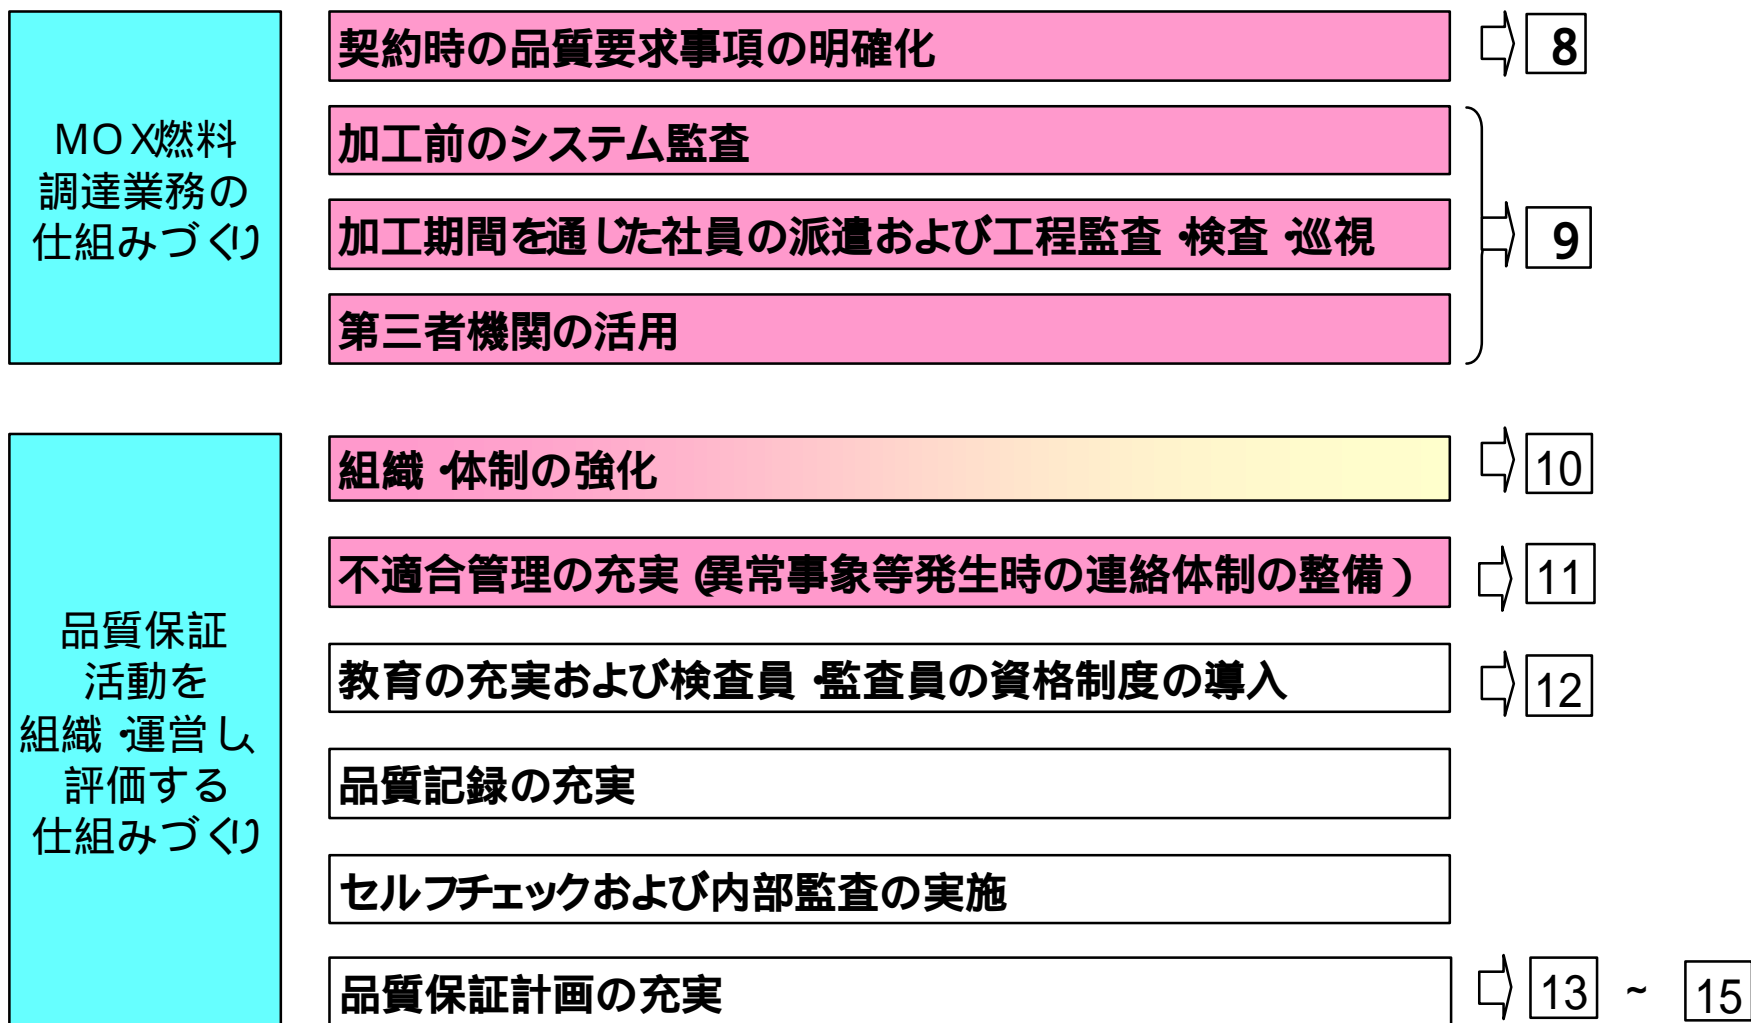 MOX燃料
調達業務の
仕組みづくり
契約時の品質要求事項の明確化
8
加工前のシステム監査
加工期間を通じた社員の派遣および工程監査・検査・巡視
9
第三者機関の活用
品質保証
活動を
組織・運営し、
評価する
仕組みづくり
組織・体制の強化
10
不適合管理の充実(異常事象等発生時の連絡体制の整備)
11
教育の充実および検査員・監査員の資格制度の導入
12
品質記録の充実
セルフチェックおよび内部監査の実施
品質保証計画の充実
13 ~ 15